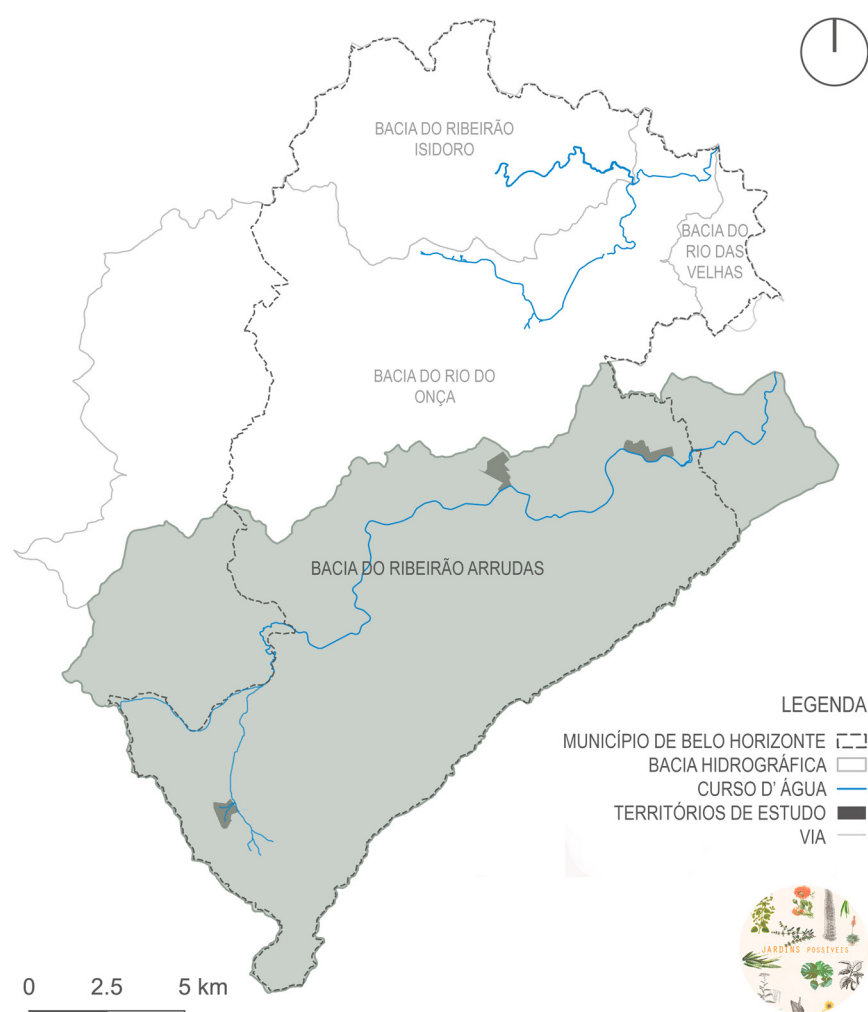 BACIA DO RIBEIRÃO
ISIDORO
BACIA DO
RIO DAS
VELHAS
BACIA DO RIO DO
ONÇA
BACIA DO RIBEIRÃO ARRUDAS
LEGENDA
MUNICÍPIO DE BELO HORIZONTE
BACIA HIDROGRÁFICA
CURSO D' ÁGUA
TERRITÓRIOS DE ESTUDO
VIA
JARDINS POSSÍVEIS
0 2.5 5 km